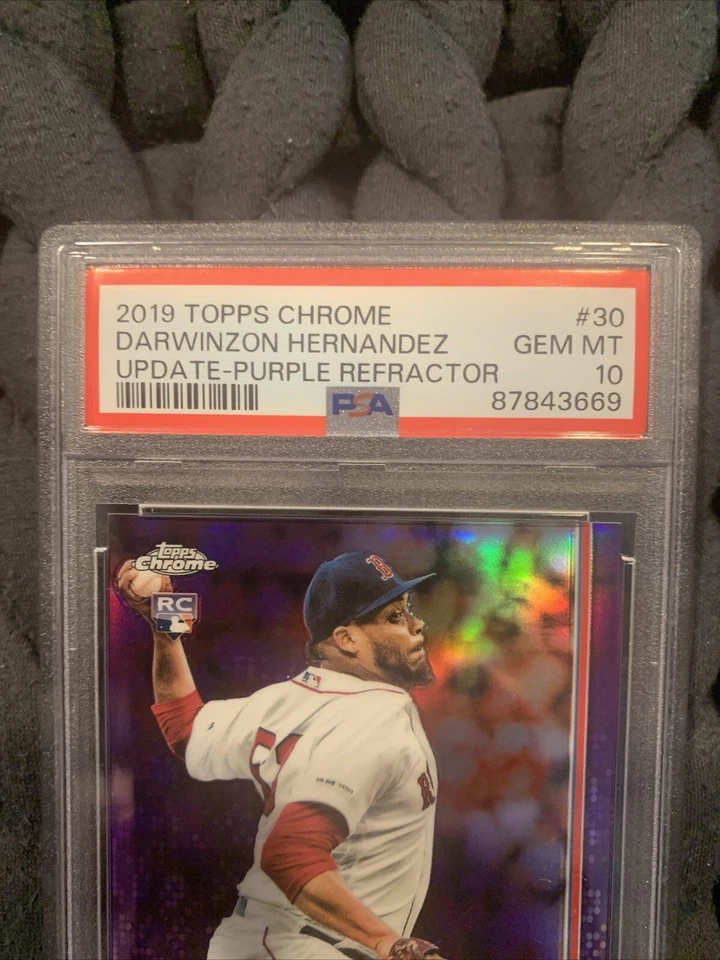 2019 TOPPS CHROME #30
DARWINZON HERNANDEZ GEM MT
UPDATE-PURPLE REFRACTOR 10
PSA 87843669
Topps
Chrome
RC
B